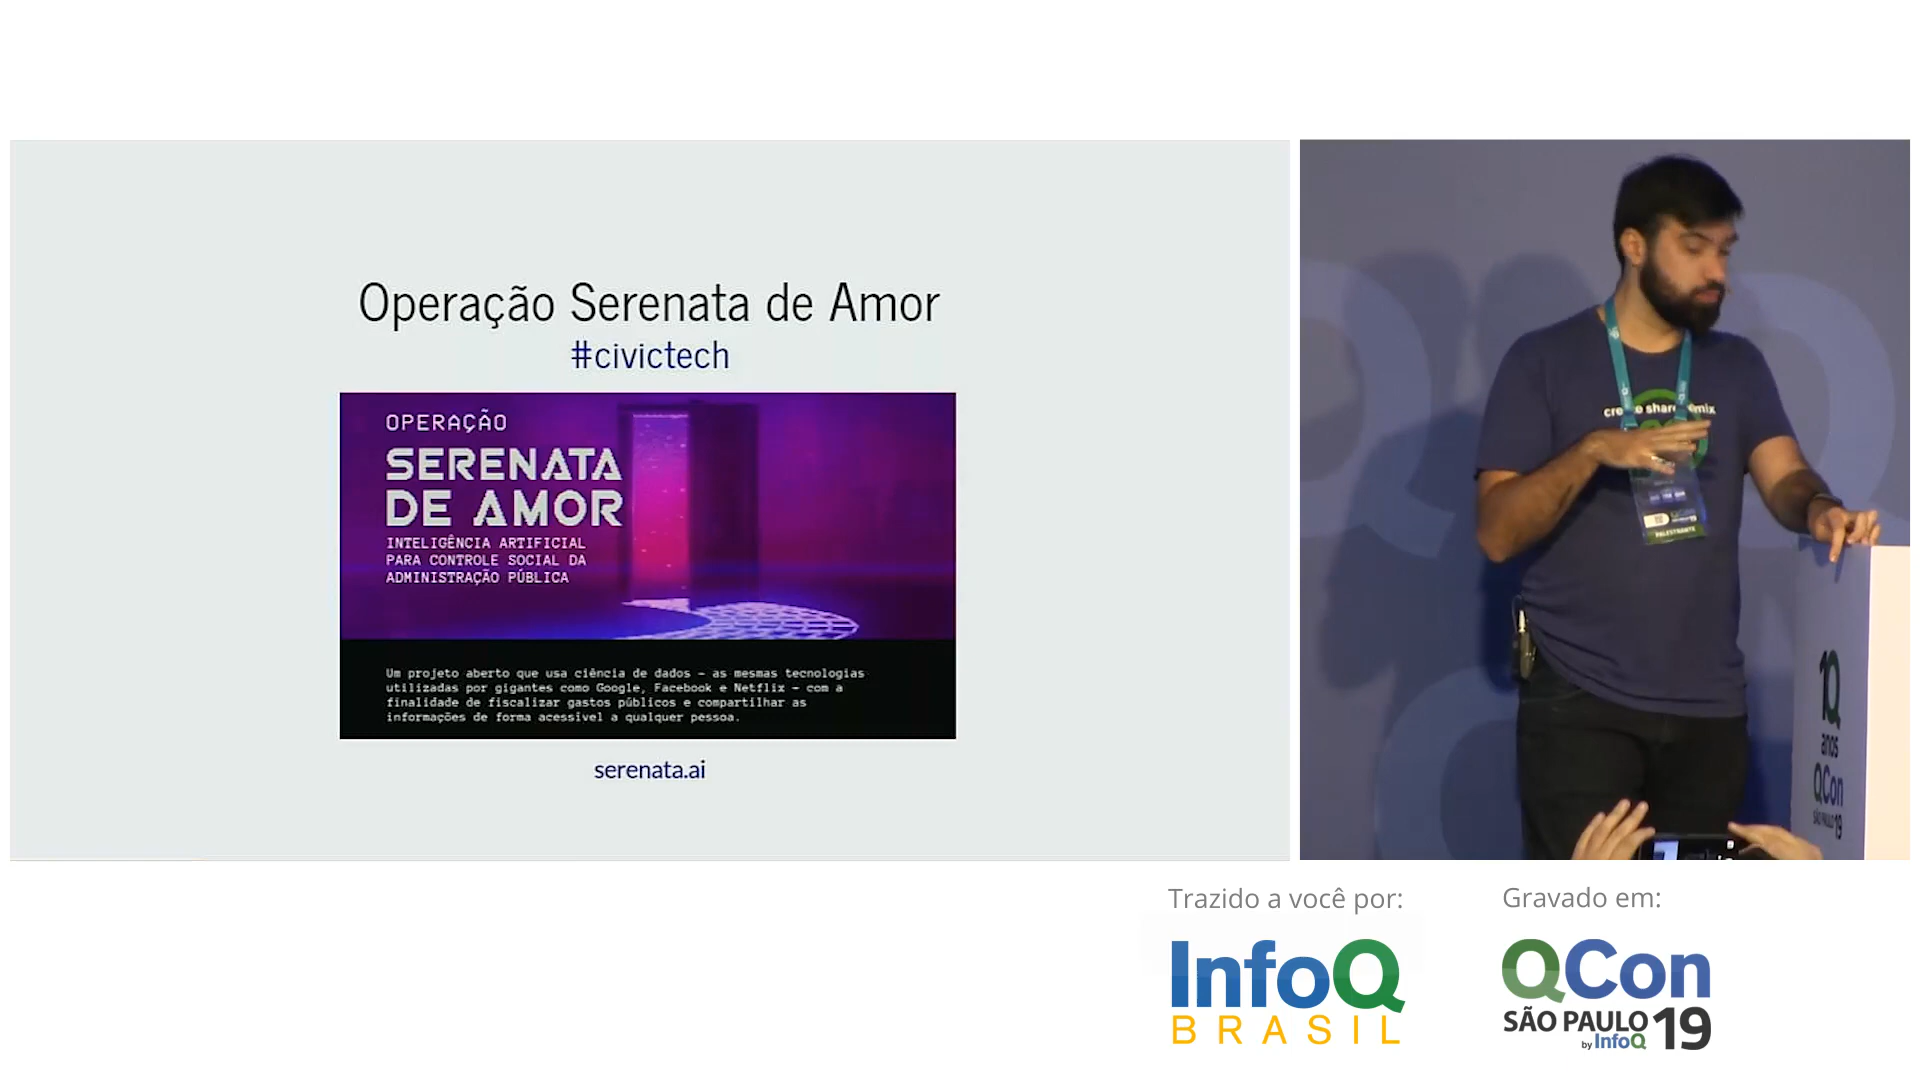 Operação Serenata de Amor
#civictech
OPERAÇÃO
SERENATA
DE AMOR
INTELIGÊNCIA ARTIFICIAL
PARA CONTROLE SOCIAL DA
ADMINISTRAÇÃO PÚBLICA
Um projeto aberto que usa ciência de dados – as mesmas tecnologias
utilizadas por gigantes como Google, Facebook e Netflix – com a
finalidade de fiscalizar gastos públicos e compartilhar as
informações de forma acessível a qualquer pessoa.
serenata.ai
share
QCon
PALESTRANTE
10
anos
QCon
SÃO PAULO 19
Trazido a você por:
InfoQ
BRASIL
Gravado em:
QCon
SÃO PAULO 19
by InfoQ